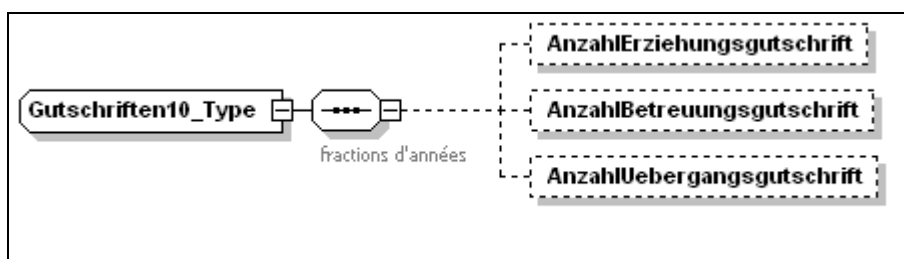 AnzahlErziehungsgutschrift
Gutschriften10_Type
AnzahlBetreuungsgutschrift
fractions d'années
AnzahlUebergangsgutschrift